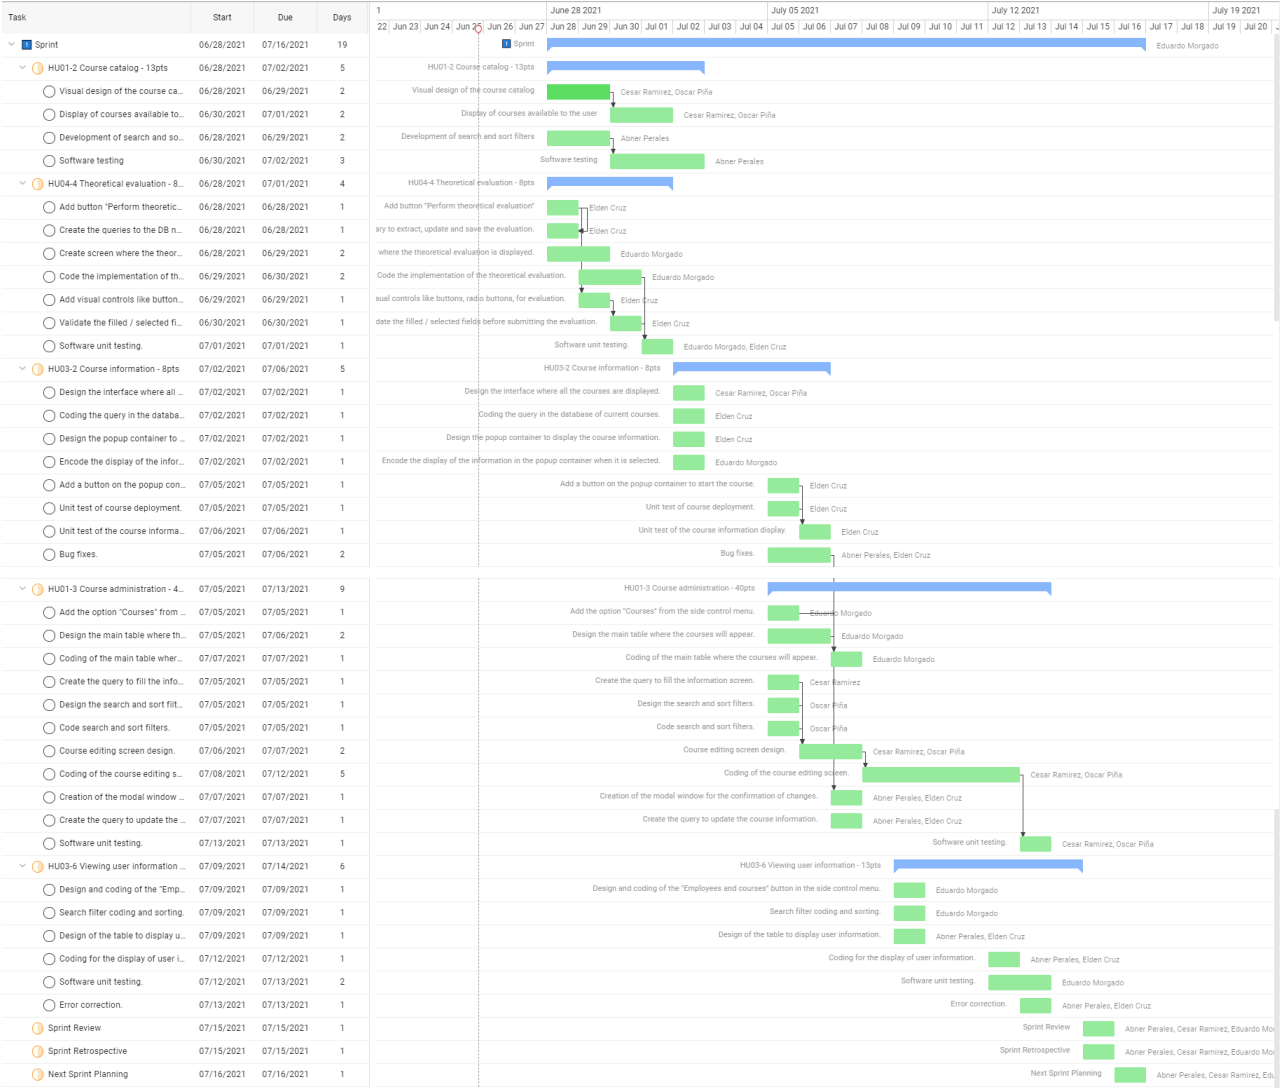 Task Start Due Days 1 June 28 2021 July 05 2021 July 12 2021 July 19 2021
22 Jun 23 Jun 24 Jun 25 Jun 26 Jun 27 Jun 28 Jun 29 Jun 30 Jul 01 Jul 02 Jul 03 Jul 04 Jul 05 Jul 06 Jul 07 Jul 08 Jul 09 Jul 10 Jul 11 Jul 12 Jul 13 Jul 14 Jul 15 Jul 16 Jul 17 Jul 18 Jul 19 Jul 20 J
Sprint 06/28/2021 07/16/2021 19 Sprint Eduardo Morgado
HU01-2 Course catalog - 13pts 06/28/2021 07/02/2021 5 HU01-2 Course catalog - 13pts
Visual design of the course ca... 06/28/2021 06/29/2021 2 Visual design of the course catalog Cesar Ramirez, Oscar Piña
Display of courses available to... 06/30/2021 07/01/2021 2 Display of courses available to the user Cesar Ramirez, Oscar Piña
Development of search and so... 06/28/2021 06/29/2021 2 Development of search and sort filters Abner Perales
Software testing 06/30/2021 07/02/2021 3 Software testing Abner Perales
HU04-4 Theoretical evaluation - 8... 06/28/2021 07/01/2021 4 HU04-4 Theoretical evaluation - 8pts
Add button "Perform theoretic... 06/28/2021 06/28/2021 1 Add button "Perform theoretical evaluation" Elden Cruz
Create the queries to the DB n... 06/28/2021 06/28/2021 1 ary to extract, update and save the evaluation. Elden Cruz
Create screen where the theor... 06/28/2021 06/29/2021 2 where the theoretical evaluation is displayed. Eduardo Morgado
Code the implementation of th... 06/29/2021 06/30/2021 2 Code the implementation of the theoretical evaluation. Eduardo Morgado
Add visual controls like button... 06/29/2021 06/29/2021 1 sual controls like buttons, radio buttons, for evaluation. Elden Cruz
Validate the filled / selected fi... 06/30/2021 06/30/2021 1 date the filled / selected fields before submitting the evaluation. Elden Cruz
Software unit testing. 07/01/2021 07/01/2021 1 Software unit testing. Eduardo Morgado, Elden Cruz
HU03-2 Course information - 8pts 07/02/2021 07/06/2021 5 HU03-2 Course information - 8pts
Design the interface where all ... 07/02/2021 07/02/2021 1 Design the interface where all the courses are displayed. Cesar Ramirez, Oscar Piña
Coding the query in the databa... 07/02/2021 07/02/2021 1 Coding the query in the database of current courses. Elden Cruz
Design the popup container to ... 07/02/2021 07/02/2021 1 Design the popup container to display the course information. Elden Cruz
Encode the display of the infor... 07/02/2021 07/02/2021 1 Encode the display of the information in the popup container when it is selected. Eduardo Morgado
Add a button on the popup con... 07/05/2021 07/05/2021 1 Add a button on the popup container to start the course. Elden Cruz
Unit test of course deployment. 07/05/2021 07/05/2021 1 Unit test of course deployment. Elden Cruz
Unit test of the course informa... 07/06/2021 07/06/2021 1 Unit test of the course information display. Elden Cruz
Bug fixes. 07/05/2021 07/06/2021 2 Bug fixes. Abner Perales, Elden Cruz
HU01-3 Course administration - 4... 07/05/2021 07/13/2021 9 HU01-3 Course administration - 40pts
Add the option "Courses" from ... 07/05/2021 07/05/2021 1 Add the option "Courses" from the side control menu. Eduardo Morgado
Design the main table where th... 07/05/2021 07/06/2021 2 Design the main table where the courses will appear. Eduardo Morgado
Coding of the main table wher... 07/07/2021 07/07/2021 1 Coding of the main table where the courses will appear. Eduardo Morgado
Create the query to fill the info... 07/05/2021 07/05/2021 1 Create the query to fill the information screen. Cesar Ramirez
Design the search and sort filt... 07/05/2021 07/05/2021 1 Design the search and sort filters. Oscar Piña
Code search and sort filters. 07/05/2021 07/05/2021 1 Code search and sort filters. Oscar Piña
Course editing screen design. 07/06/2021 07/07/2021 2 Course editing screen design. Cesar Ramirez, Oscar Piña
Coding of the course editing s... 07/08/2021 07/12/2021 5 Coding of the course editing screen. Cesar Ramirez, Oscar Piña
Creation of the modal window ... 07/07/2021 07/07/2021 1 Creation of the modal window for the confirmation of changes. Abner Perales, Elden Cruz
Create the query to update the ... 07/07/2021 07/07/2021 1 Create the query to update the course information. Abner Perales, Elden Cruz
Software unit testing. 07/13/2021 07/13/2021 1 Software unit testing. Cesar Ramirez, Oscar Piña
HU03-6 Viewing user information ... 07/09/2021 07/14/2021 6 HU03-6 Viewing user information - 13pts
Design and coding of the "Emp... 07/09/2021 07/09/2021 1 Design and coding of the "Employees and courses" button in the side control menu. Eduardo Morgado
Search filter coding and sorting. 07/09/2021 07/09/2021 1 Search filter coding and sorting. Eduardo Morgado
Design of the table to display u... 07/09/2021 07/09/2021 1 Design of the table to display user information. Abner Perales, Elden Cruz
Coding for the display of user i... 07/12/2021 07/12/2021 1 Coding for the display of user information. Abner Perales, Elden Cruz
Software unit testing. 07/12/2021 07/13/2021 2 Software unit testing. Eduardo Morgado
Error correction. 07/13/2021 07/13/2021 1 Error correction. Abner Perales, Elden Cruz
Sprint Review 07/15/2021 07/15/2021 1 Sprint Review Abner Perales, Cesar Ramirez, Eduardo Mo
Sprint Retrospective 07/15/2021 07/15/2021 1 Sprint Retrospective Abner Perales, Cesar Ramirez, Eduardo Mo
Next Sprint Planning 07/16/2021 07/16/2021 1 Next Sprint Planning Abner Perales, Cesar Ramirez, Edu